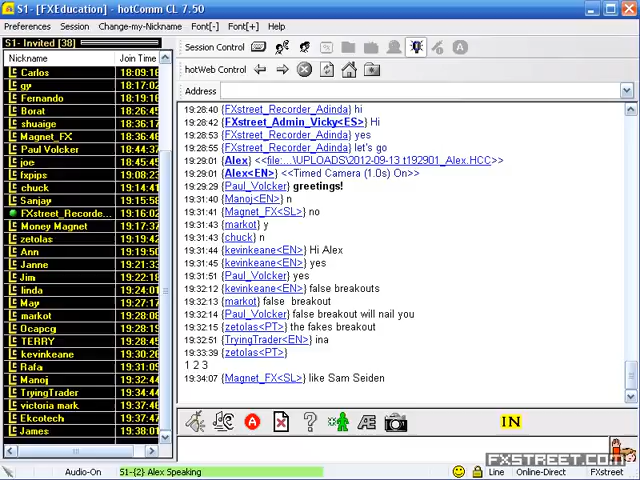 S1- [FXEducation] - hotComm CL 7.50
Preferences Session Change-my-Nickname Font[-] Font[+] Help
S1- Invited [38]
Nickname Join Time
Carlos 18:09:16
gy 18:17:02
Fernando 18:19:16
Borat 18:26:45
shuaige 18:36:13
Magnet_FX 18:36:46
Paul Volcker 18:44:37
joe 18:45:56
fxpips 19:08:23
chuck 19:14:41
Sanjay 19:15:58
FXstreet_Recorde... 19:16:02
Money Magnet 19:17:37
zetolas 19:19:42
Ann 19:19:50
Janne 19:21:33
Jim 19:22:18
linda 19:24:01
May 19:27:17
markot 19:28:08
Ocapcg 19:28:19
TERRY 19:28:55
kevinkeane 19:30:26
Rafa 19:31:09
Manoj 19:32:44
TryingTrader 19:34:44
victoria mark 19:37:46
Ekcotech 19:37:47
James 19:38:01
Session Control
hotWeb Control
Address
19:28:40 {FXstreet_Recorder_Adinda} hi
19:28:42 {FXstreet_Admin_Vicky<ES>} Hi
19:28:53 {FXstreet_Recorder_Adinda} yes
19:28:55 {FXstreet_Recorder_Adinda} let's go
19:29:01 {Alex} <<file:...\UPLOADS\2012-09-13 t192901_Alex.HCC>>
19:29:01 {Alex<EN>} <<Timed Camera (1.0s) On>>
19:29:29 {Paul_Volcker} greetings!
19:31:40 {Manoj<EN>} n
19:31:41 {Magnet_FX<SL>} no
19:31:43 {markot} y
19:31:43 {chuck} n
19:31:44 {kevinkeane<EN>} Hi Alex
19:31:45 {kevinkeane<EN>} yes
19:31:51 {Paul_Volcker} yes
19:32:12 {kevinkeane<EN>} false breakouts
19:32:13 {markot} false breakout
19:32:14 {Paul_Volcker} false breakout will nail you
19:32:15 {zetolas<PT>} the fakes breakout
19:32:51 {TryingTrader<EN>} ina
19:33:39 {zetolas<PT>}
1 2 3
19:34:07 {Magnet_FX<SL>} like Sam Seiden
IN
FXSTREET.COM
Audio-On S1-{2} Alex Speaking Line Online-Direct FXstreet